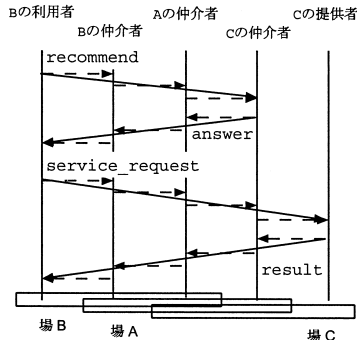 Bの利用者
Aの仲介者
Cの提供者
Bの仲介者
Cの仲介者
recommend
answer
service_request
result
場B
場A
場C